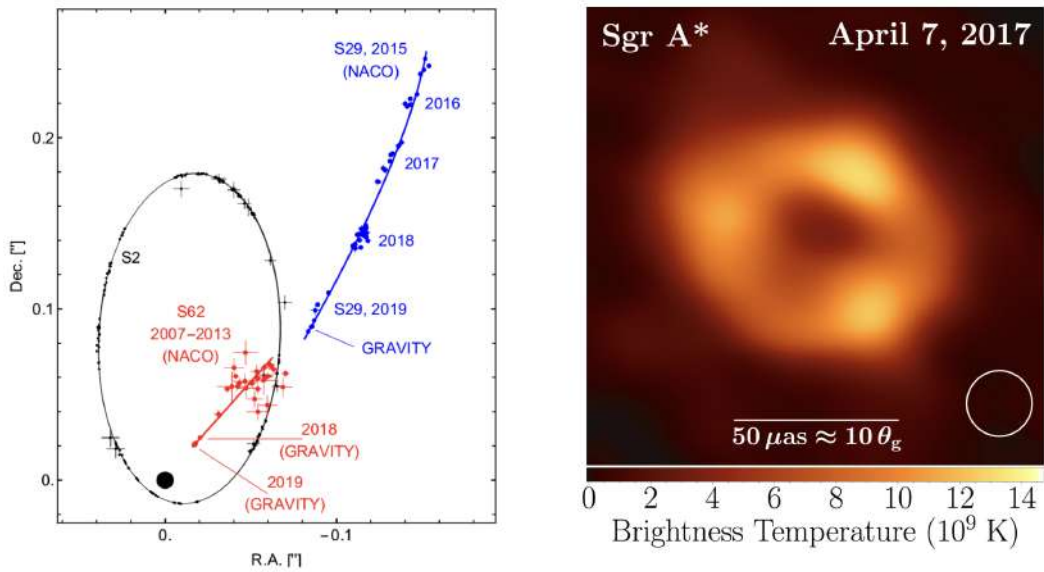 S29, 2015
(NACO)
2016
0.2
2017
S2
2018
Dec. ["]
0.1
S62
2007–2013
(NACO)
S29, 2019
GRAVITY
2018
(GRAVITY)
2019
(GRAVITY)
0.
0.
-0.1
R.A. ["]
Sgr A*
April 7, 2017
50 μas ≈ 10 θg
0 2 4 6 8 10 12 14
Brightness Temperature (10⁹ K)